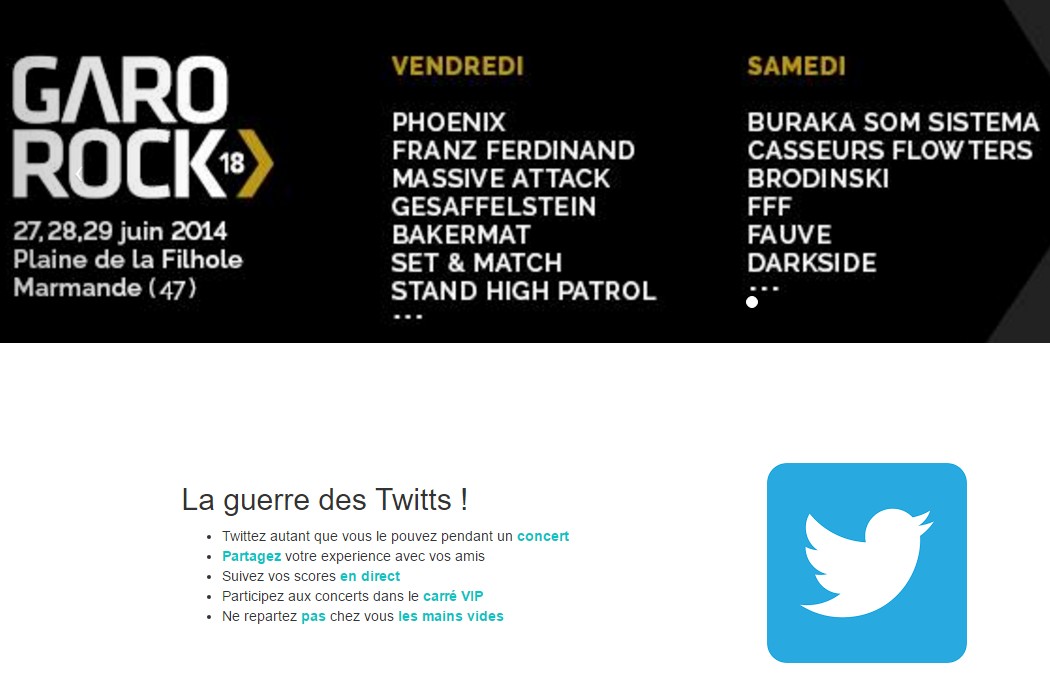 GARO
ROCK
18
27,28,29 juin 2014
Plaine de la Filhole
Marmande (47)
VENDREDI
PHOENIX
FRANZ FERDINAND
MASSIVE ATTACK
GESAFFELSTEIN
BAKERMAT
SET & MATCH
STAND HIGH PATROL
...
SAMEDI
BURAKA SOM SISTEMA
CASSEURS FLOWTERS
BRODINSKI
FFF
FAUVE
DARKSIDE
...
La guerre des Twitts !
• Twittez autant que vous le pouvez pendant un concert
• Partagez votre experience avec vos amis
• Suivez vos scores en direct
• Participez aux concerts dans le carré VIP
• Ne repartez pas chez vous les mains vides